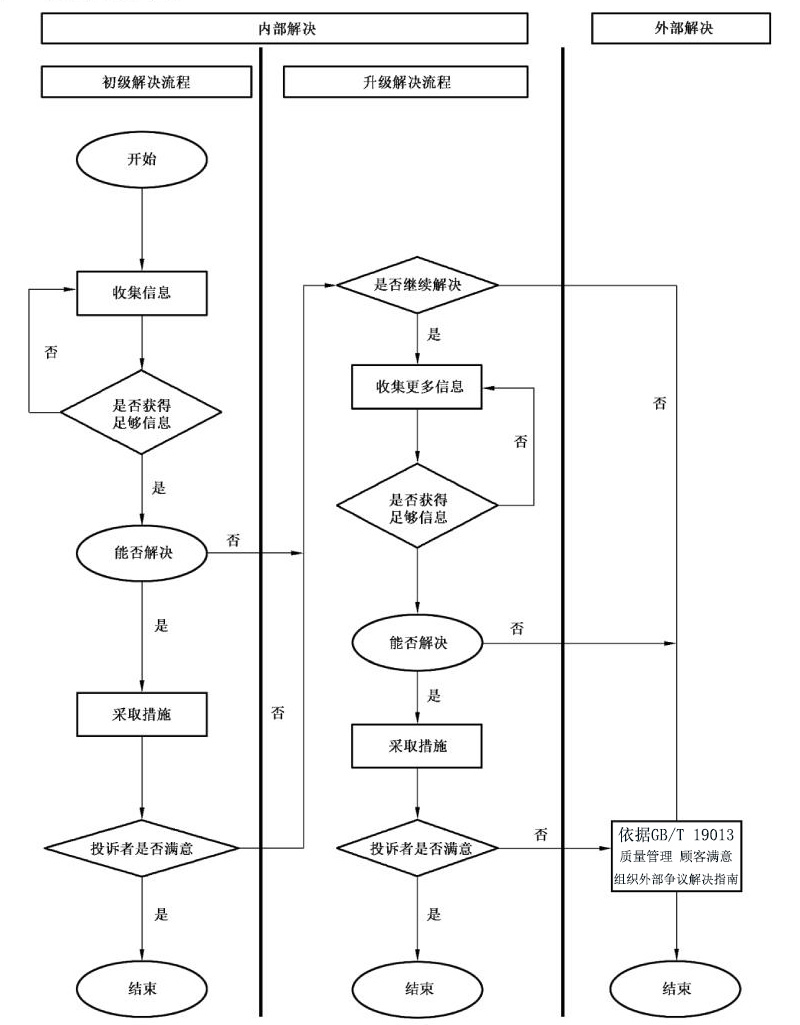 内部解决
外部解决
初级解决流程
升级解决流程
开始
收集信息
否
是否获得
足够信息
是
能否解决
否
是
采取措施
否
投诉者是否满意
是
结束
是否继续解决
是
收集更多信息
否
是否获得
足够信息
能否解决
否
是
采取措施
投诉者是否满意
否
是
结束
否
依据GB/T 19013
质量管理 顾客满意
组织外部争议解决指南
结束